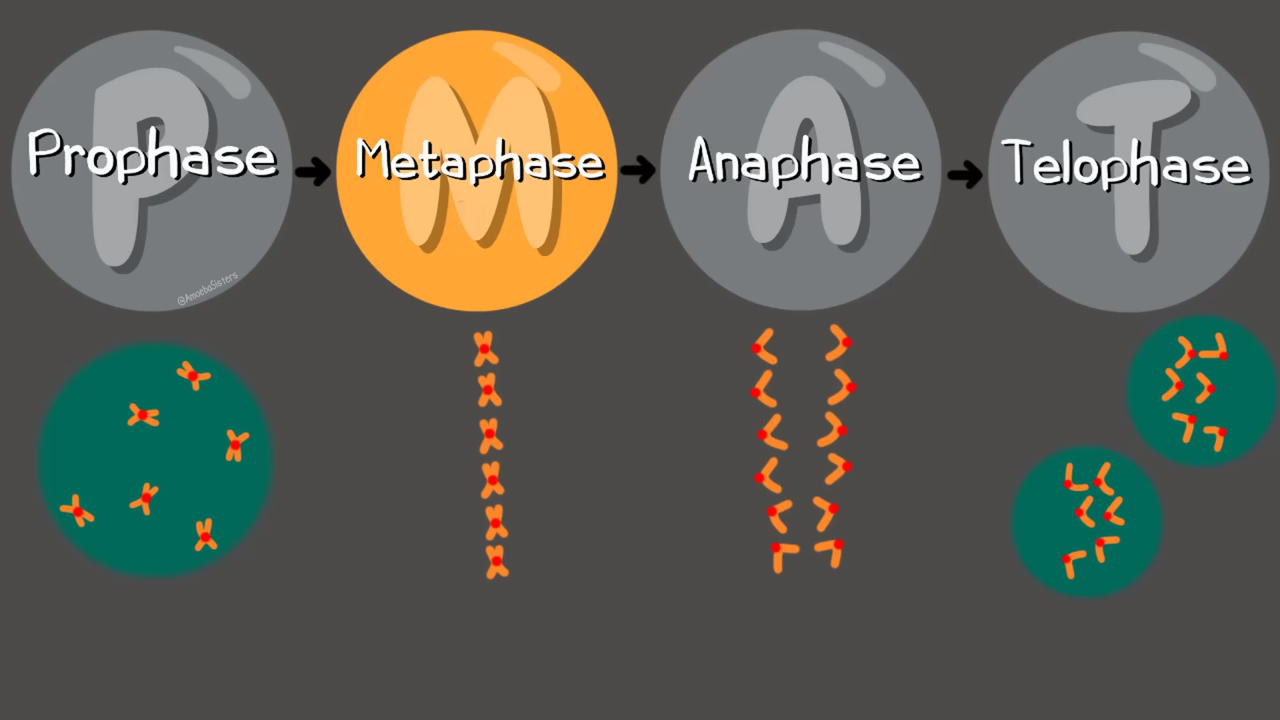 P
Prophase
M
Metaphase
A
Anaphase
T
Telophase
@AmoebaSisters